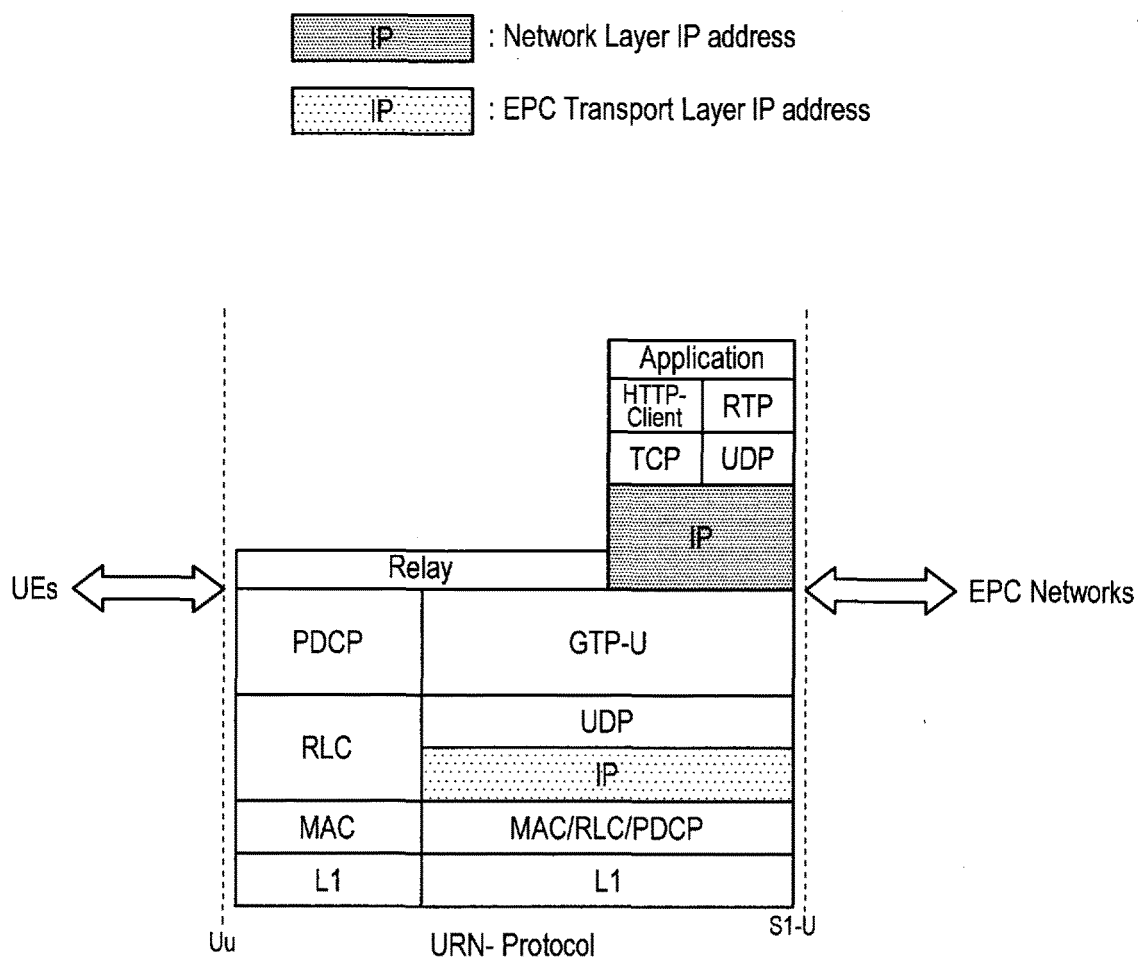 IP : Network Layer IP address
IP : EPC Transport Layer IP address
Application
HTTP-
Client
RTP
TCP
UDP
IP
Relay
UEs
EPC Networks
PDCP
GTP-U
RLC
UDP
IP
MAC
MAC/RLC/PDCP
L1
L1
Uu
URN- Protocol
S1-U